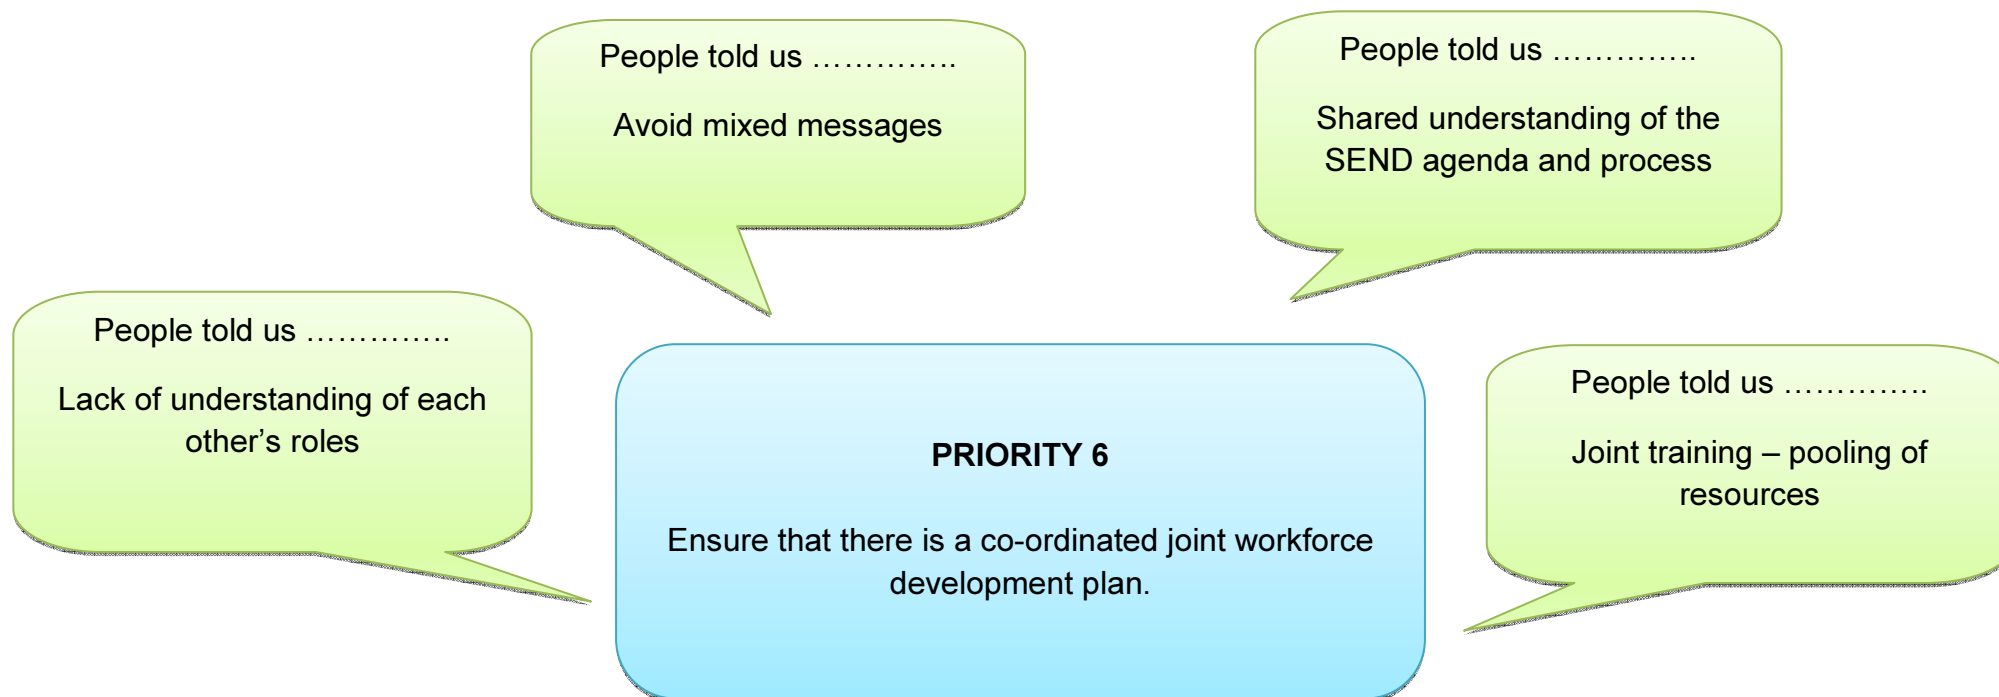 People told us …………..
Avoid mixed messages
People told us …………..
Shared understanding of the
SEND agenda and process
People told us …………..
Lack of understanding of each
other’s roles
People told us …………..
Joint training – pooling of
resources
PRIORITY 6
Ensure that there is a co-ordinated joint workforce
development plan.